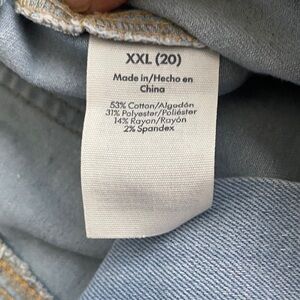 XXL (20)
Made in/Hecho en
China
53% Cotton/Algodón
31% Polyester/Poliéster
14% Rayon/Rayón
2% Spandex